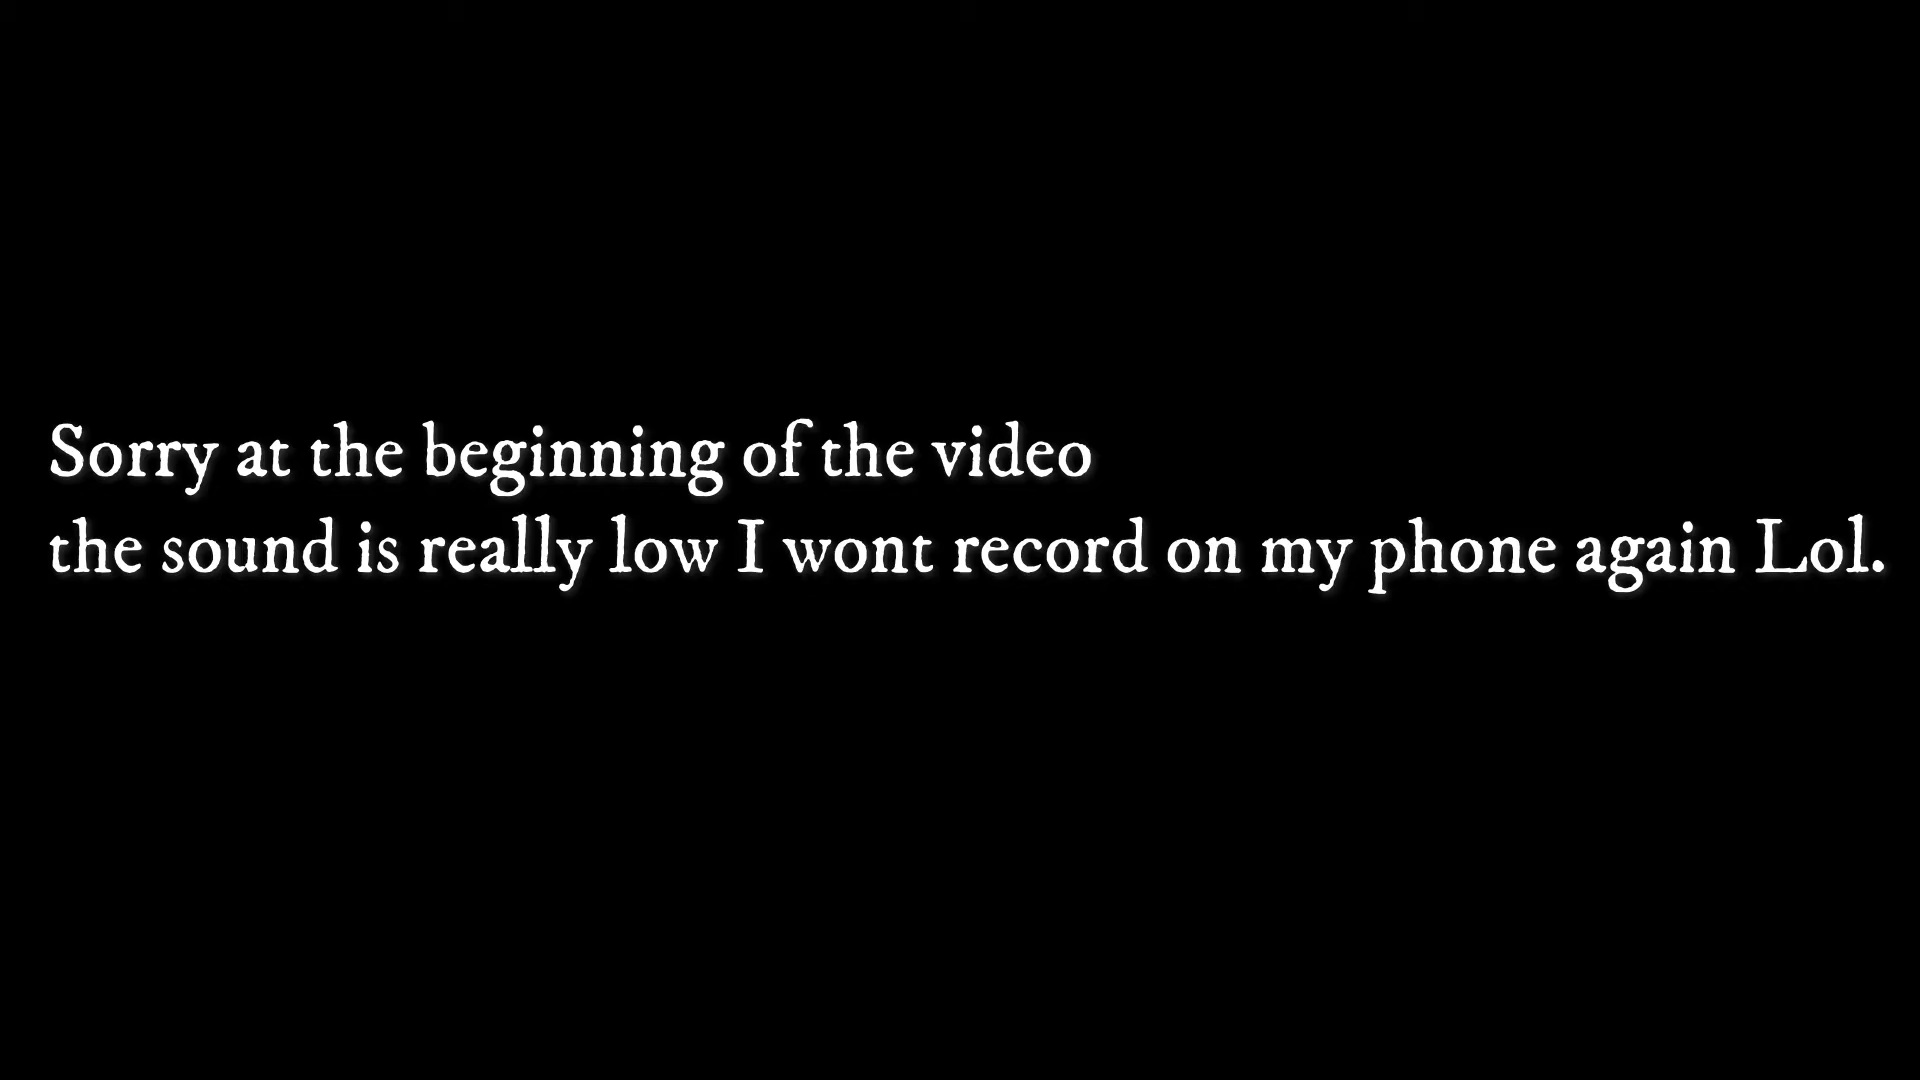 Sorry at the beginning of the video
the sound is really low I wont record on my phone again Lol.